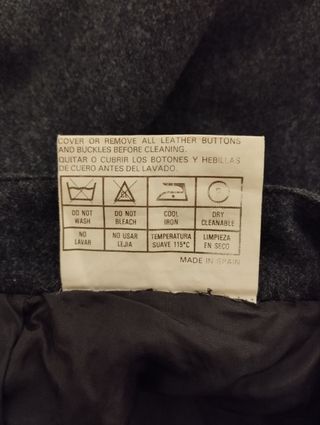 COVER OR REMOVE ALL LEATHER BUTTONS
AND BUCKLES BEFORE CLEANING.
QUITAR O CUBRIR LOS BOTONES Y HEBILLAS
DE CUERO ANTES DEL LAVADO.
DO NOT WASH
DO NOT BLEACH
COOL IRON
DRY CLEANABLE
NO LAVAR
NO USAR LEJIA
TEMPERATURA SUAVE 115°C
LIMPIEZA EN SECO
MADE IN SPAIN